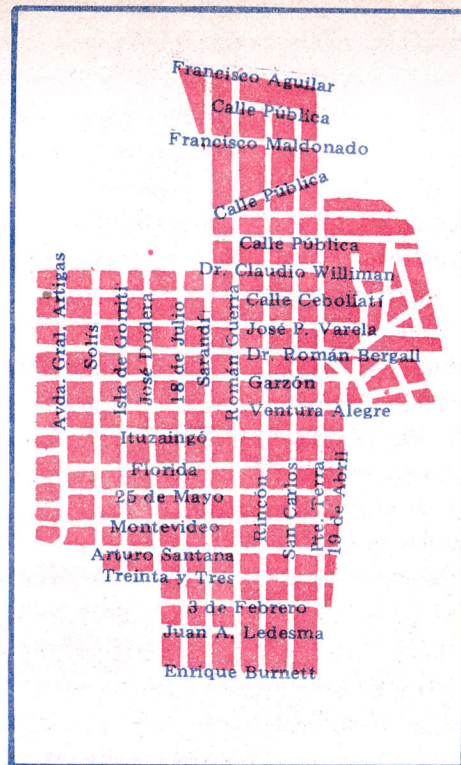 Francisco Aguilar
Calle Pública
Francisco Maldonado
Calle Pública
Calle Pública
Dr. Claudio Williman
Calle Ceboliatí
José P. Varela
Dr. Román Bergall
Garzón
Ventura Alegre
Avda. Gral. Artigas
Solís
Isla de Gorriti
José Dodera
18 de Julio
Sarandí
Román Guerra
Ituzaingó
Florida
25 de Mayo
Montevideo
Arturo Santana
Treinta y Tres
Rincón
San Carlos
Pte. Terra
19 de Abril
3 de Febrero
Juan A. Ledesma
Enrique Burnett